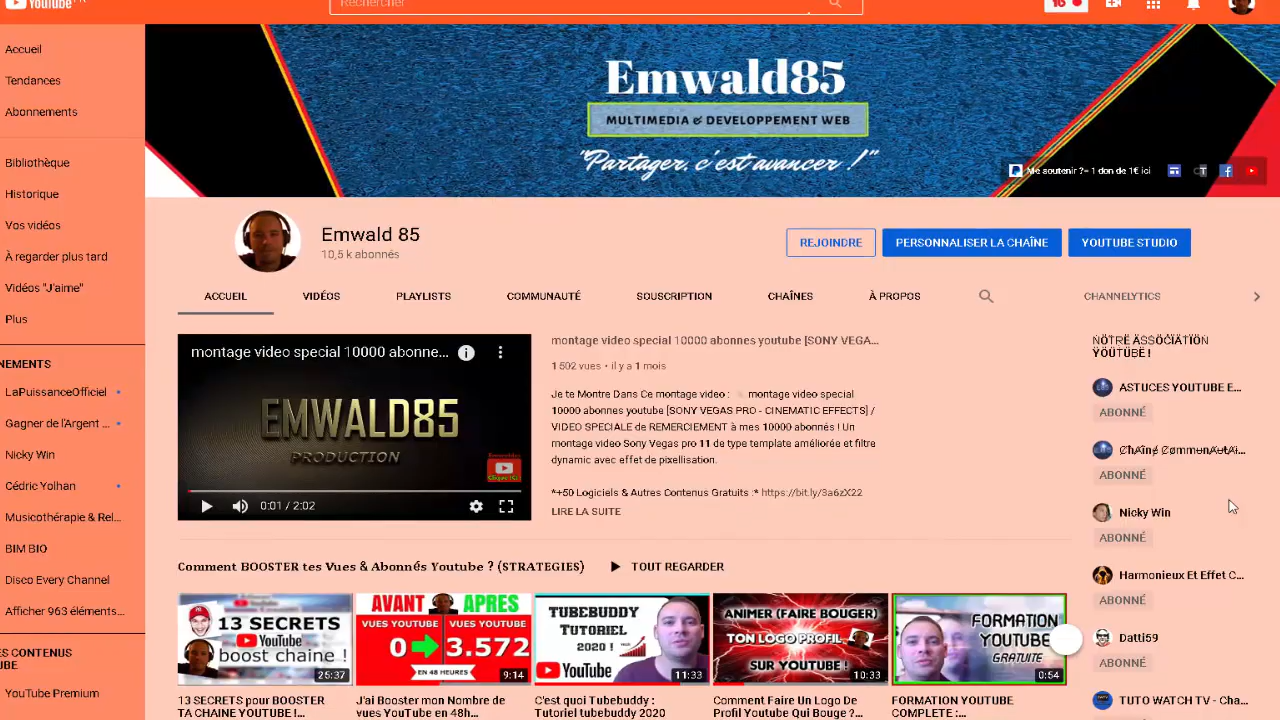 YouTube FR
Rechercher
Accueil
Tendances
Abonnements
Bibliothèque
Historique
Vos vidéos
À regarder plus tard
Vidéos "J'aime"
Plus
NEMENTS
LaPuissanceOfficiel
Gagner de l'Argent ...
Nicky Win
Cédric Yolhan
Musicothérapie & Rel...
BIM BIO
Disco Every Channel
Afficher 963 éléments...
ES CONTENUS
UBE
YouTube Premium
Emwald85
MULTIMEDIA & DEVELOPPEMENT WEB
"Partager, c'est avancer !"
Me soutenir ?= 1 don de 1€ ici
Emwald 85
10,5 k abonnés
REJOINDRE
PERSONNALISER LA CHAÎNE
YOUTUBE STUDIO
ACCUEIL
VIDÉOS
PLAYLISTS
COMMUNAUTÉ
SOUSCRIPTION
CHAÎNES
À PROPOS
CHANNELYTICS
montage video special 10000 abonne...
EMWALD85
PRODUCTION
0:01 / 2:02
montage video special 10000 abonnes youtube [SONY VEGA...
1 502 vues • il y a 1 mois
Je te Montre Dans Ce montage video : montage video special
10000 abonnes youtube [SONY VEGAS PRO - CINEMATIC EFFECTS] /
VIDEO SPECIALE de REMERCIEMENT à mes 10000 abonnés ! Un
montage video Sony Vegas pro 11 de type template améliorée et filtre
dynamic avec effet de pixellisation.
*+50 Logiciels & Autres Contenus Gratuits :* https://bit.ly/3a6zX22
LIRE LA SUITE
N̈ÖTR̈Ë ÄSS̈ÖC̈ÏÄT̈ÏÖN̈
ŸÖÜT̈ÜB̈Ë !
ASTUCES YOUTUBE E...
ABONNÉ
ABONNÉ
Nicky Win
ABONNÉ
Harmonieux Et Effet C...
ABONNÉ
Datti59
ABONNÉ
TUTO WATCH TV - Cha...
Comment BOOSTER tes Vues & Abonnés Youtube ? (STRATEGIES)
TOUT REGARDER
13 SECRETS
YouTube
boost chaine !
25:37
AVANT APRES
VUES YOUTUBE VUES YOUTUBE
0 3.572
EN 48 HEURES
9:14
TUBEBUDDY
TUTORIEL
2020 !
YouTube
11:33
ANIMER (FAIRE BOUGER)
TON LOGO PROFIL
SUR YOUTUBE !
10:33
FORMATION
YOUTUBE
GRATUITE
0:54
13 SECRETS pour BOOSTER
TA CHAINE YOUTUBE !...
J'ai Booster mon Nombre de
vues YouTube en 48h...
C'est quoi Tubebuddy :
Tutoriel tubebuddy 2020
Comment Faire Un Logo De
Profil Youtube Qui Bouge ?...
FORMATION YOUTUBE
COMPLETE :...